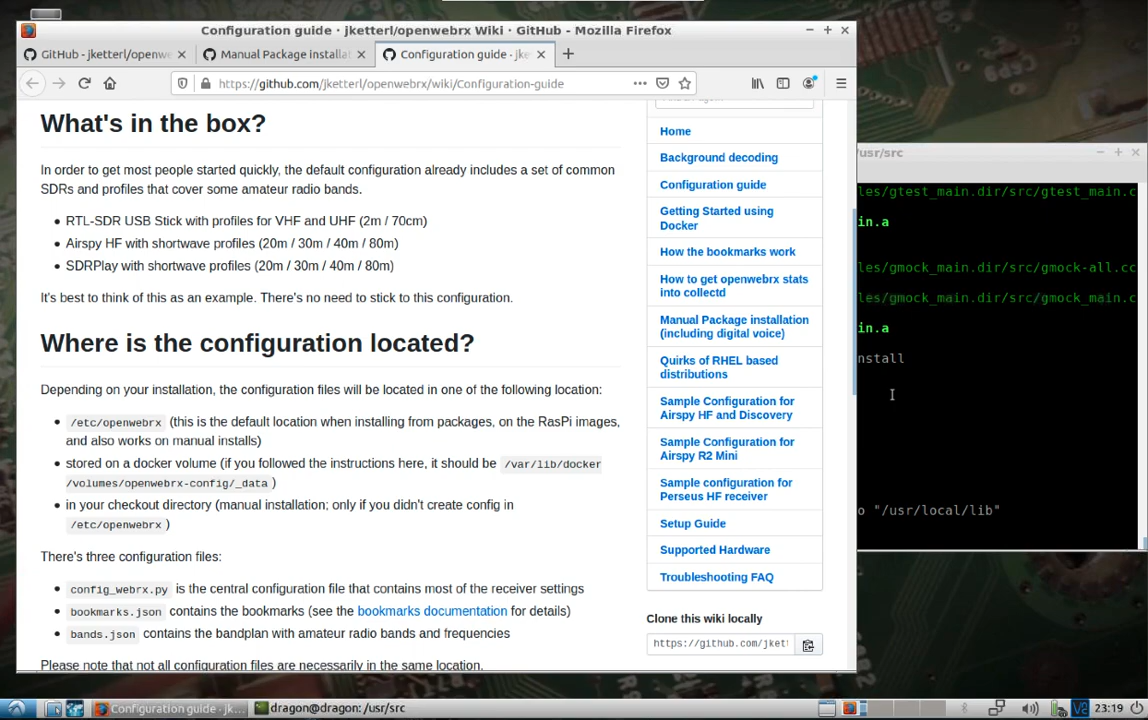 Configuration guide · jketterl/openwebrx Wiki · GitHub - Mozilla Firefox
GitHub - jketterl/openwe
Manual Package installat
Configuration guide · jke
https://github.com/jketterl/openwebrx/wiki/Configuration-guide
What's in the box?
In order to get most people started quickly, the default configuration already includes a set of common
SDRs and profiles that cover some amateur radio bands.
• RTL-SDR USB Stick with profiles for VHF and UHF (2m / 70cm)
• Airspy HF with shortwave profiles (20m / 30m / 40m / 80m)
• SDRPlay with shortwave profiles (20m / 30m / 40m / 80m)
It's best to think of this as an example. There's no need to stick to this configuration.
Where is the configuration located?
Depending on your installation, the configuration files will be located in one of the following location:
• /etc/openwebrx (this is the default location when installing from packages, on the RasPi images,
and also works on manual installs)
• stored on a docker volume (if you followed the instructions here, it should be /var/lib/docker
/volumes/openwebrx-config/_data )
• in your checkout directory (manual installation; only if you didn't create config in
/etc/openwebrx )
There's three configuration files:
• config_webrx.py is the central configuration file that contains most of the receiver settings
• bookmarks.json contains the bookmarks (see the bookmarks documentation for details)
• bands.json contains the bandplan with amateur radio bands and frequencies
Please note that not all configuration files are necessarily in the same location.
Home
Background decoding
Configuration guide
Getting Started using
Docker
How the bookmarks work
How to get openwebrx stats
into collectd
Manual Package installation
(including digital voice)
Quirks of RHEL based
distributions
Sample Configuration for
Airspy HF and Discovery
Sample Configuration for
Airspy R2 Mini
Sample configuration for
Perseus HF receiver
Setup Guide
Supported Hardware
Troubleshooting FAQ
Clone this wiki locally
https://github.com/jkett
/usr/src
les/gtest_main.dir/src/gtest_main.c
in.a
les/gmock_main.dir/src/gmock-all.cc
les/gmock_main.dir/src/gmock_main.c
in.a
nstall
o "/usr/local/lib"
Configuration guide · jk...
dragon@dragon: /usr/src
23:19